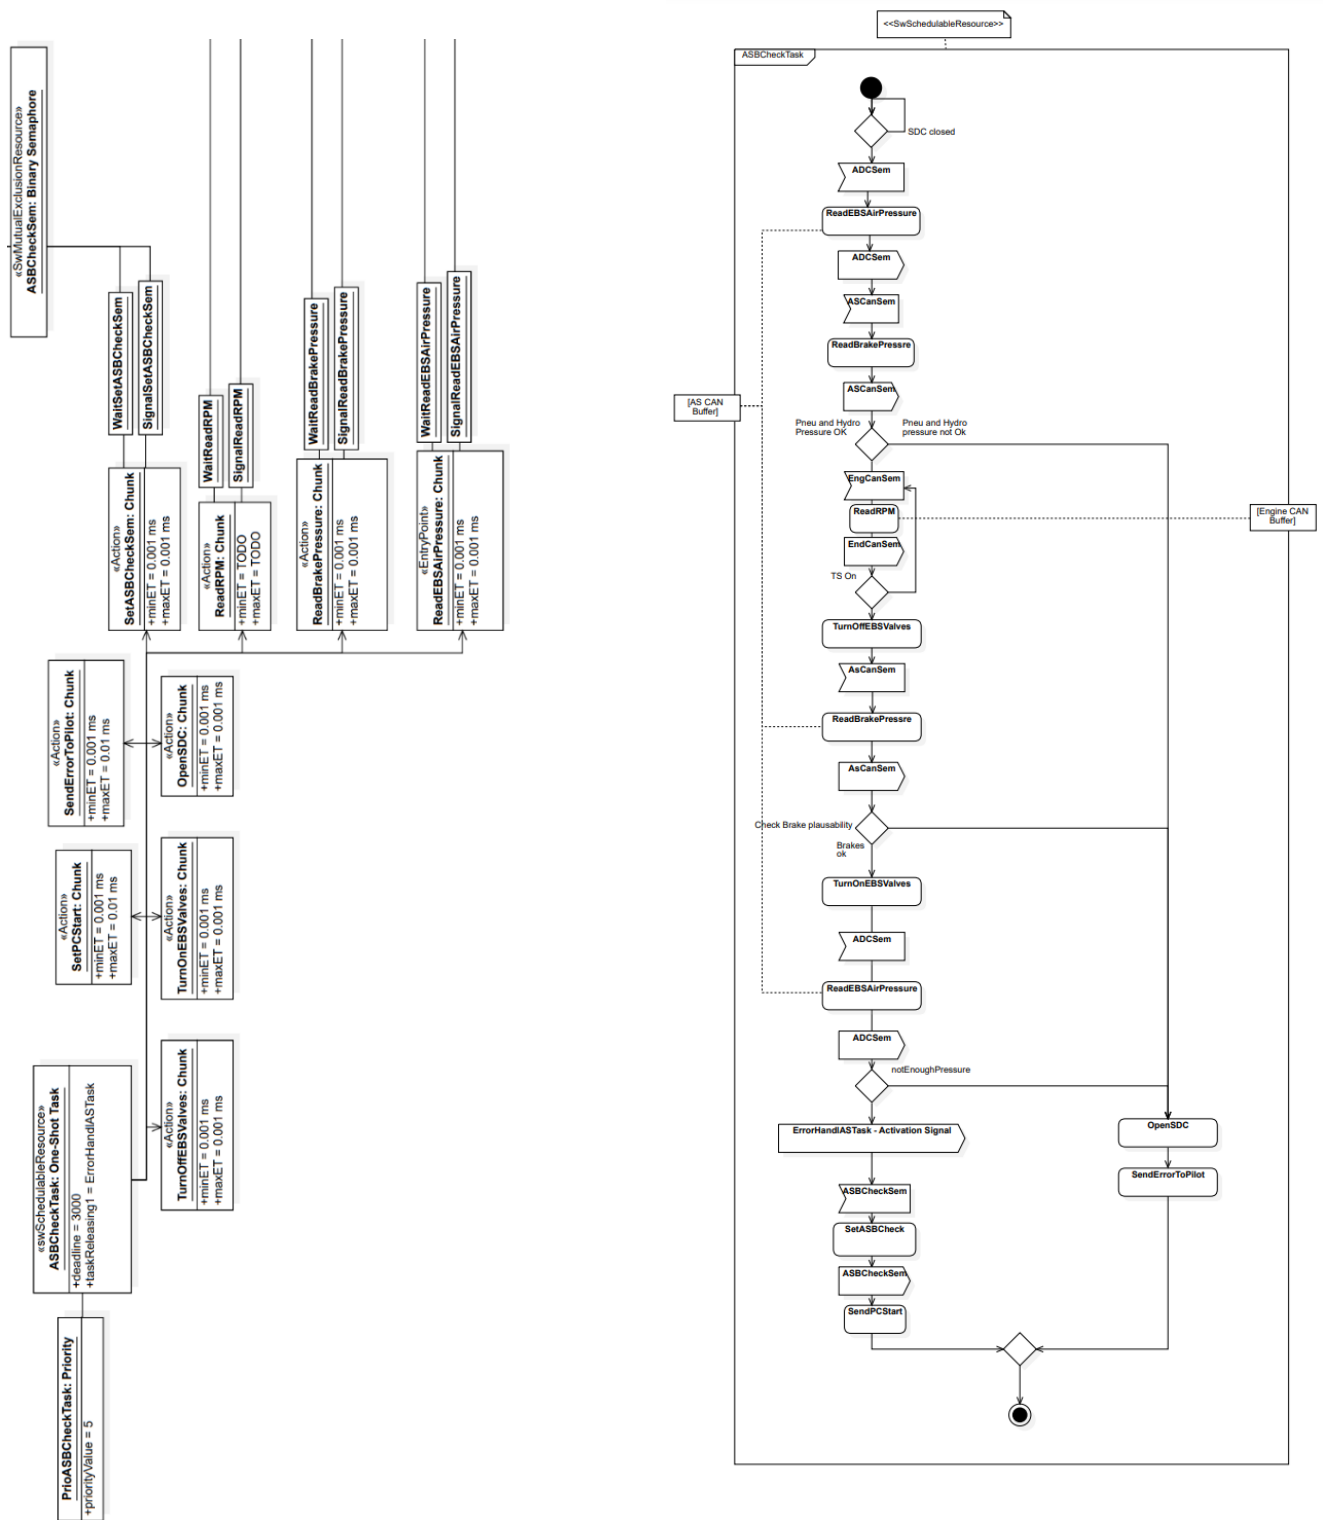 «SwMutualExclusionResource»
ASBCheckSem: Binary Semaphore
WaitSetASBCheckSem
SignalSetASBCheckSem
WaitReadRPM
SignalReadRPM
WaitReadBrakePressure
SignalReadBrakePressure
WaitReadEBSAirPressure
SignalReadEBSAirPressure
«Action»
SetASBCheckSem: Chunk
+minET = 0.001 ms
+maxET = 0.001 ms
«Action»
ReadRPM: Chunk
+minET = TODO
+maxET = TODO
«Action»
ReadBrakePressure: Chunk
+minET = 0.001 ms
+maxET = 0.001 ms
«EntryPoint»
ReadEBSAirPressure: Chunk
+minET = 0.001 ms
+maxET = 0.001 ms
«Action»
SendErrorToPilot: Chunk
+minET = 0.001 ms
+maxET = 0.01 ms
«Action»
OpenSDC: Chunk
+minET = 0.001 ms
+maxET = 0.001 ms
«Action»
SetPCStart: Chunk
+minET = 0.001 ms
+maxET = 0.01 ms
«Action»
TurnOnEBSValves: Chunk
+minET = 0.001 ms
+maxET = 0.001 ms
«swSchedulableResource»
ASBCheckTask: One-Shot Task
+deadline = 3000
+taskReleasing1 = ErrorHandlASTask
«Action»
TurnOffEBSValves: Chunk
+minET = 0.001 ms
+maxET = 0.001 ms
PrioASBCheckTask: Priority
+priorityValue = 5
<<SwSchedulableResource>>
ASBCheckTask
SDC closed
ADCSem
ReadEBSAirPressure
ADCSem
ASCanSem
ReadBrakePressre
ASCanSem
[AS CAN
Buffer]
Pneu and Hydro
Pressure OK
Pneu and Hydro
pressure not Ok
EngCanSem
ReadRPM
[Engine CAN
Buffer]
EndCanSem
TS On
TurnOffEBSValves
AsCanSem
ReadBrakePressre
AsCanSem
Check Brake plausability
Brakes
ok
TurnOnEBSValves
ADCSem
ReadEBSAirPressure
ADCSem
notEnoughPressure
ErrorHandlASTask - Activation Signal
OpenSDC
SendErrorToPilot
ASBCheckSem
SetASBCheck
ASBCheckSem
SendPCStart